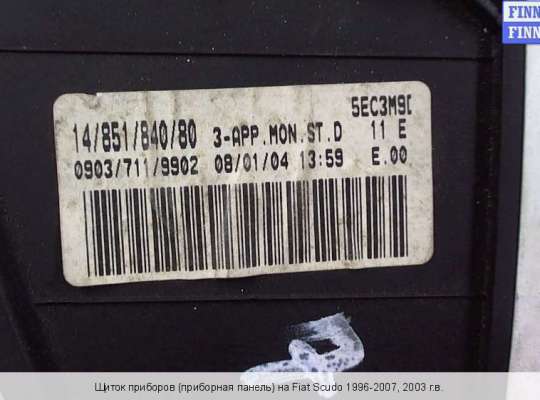 FINN
FINN
5EC3M9D
14/851/840/80 3-APP.MON.ST.D 11 E
0903/711/9902 08/01/04 13:59 E.00
Щиток приборов (приборная панель) на Fiat Scudo 1996-2007, 2003 г.в.